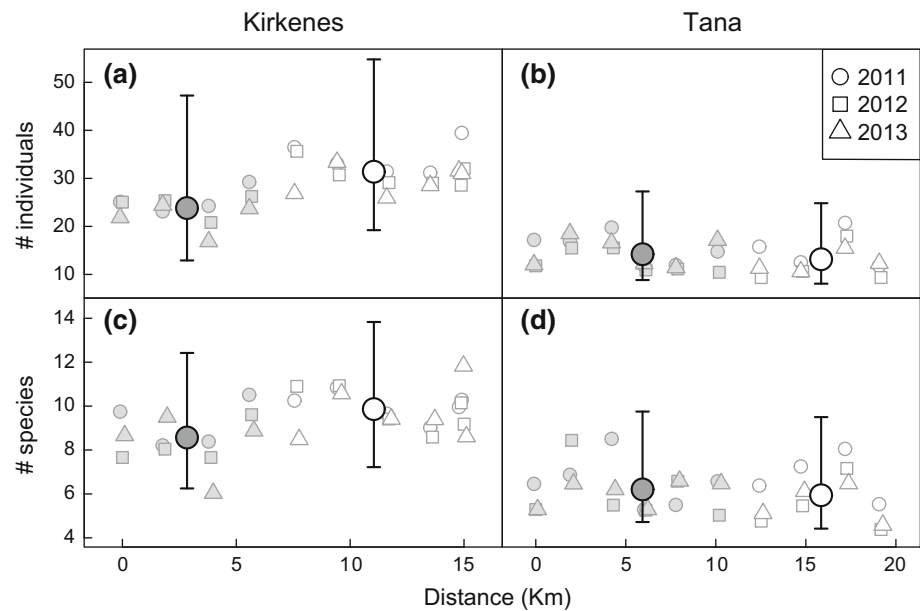 Kirkenes Tana
(a) (b)
2011
2012
2013
# individuals
50
40
30
20
10
(c) (d)
# species
14
12
10
8
6
4
0 5 10 15 0 5 10 15 20
Distance (Km)